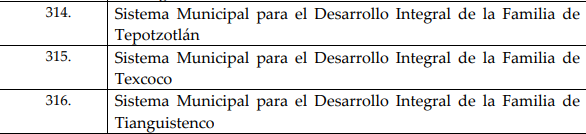 314. Sistema Municipal para el Desarrollo Integral de la Familia de
Tepotzotlán
315. Sistema Municipal para el Desarrollo Integral de la Familia de
Texcoco
316. Sistema Municipal para el Desarrollo Integral de la Familia de
Tianguistenco